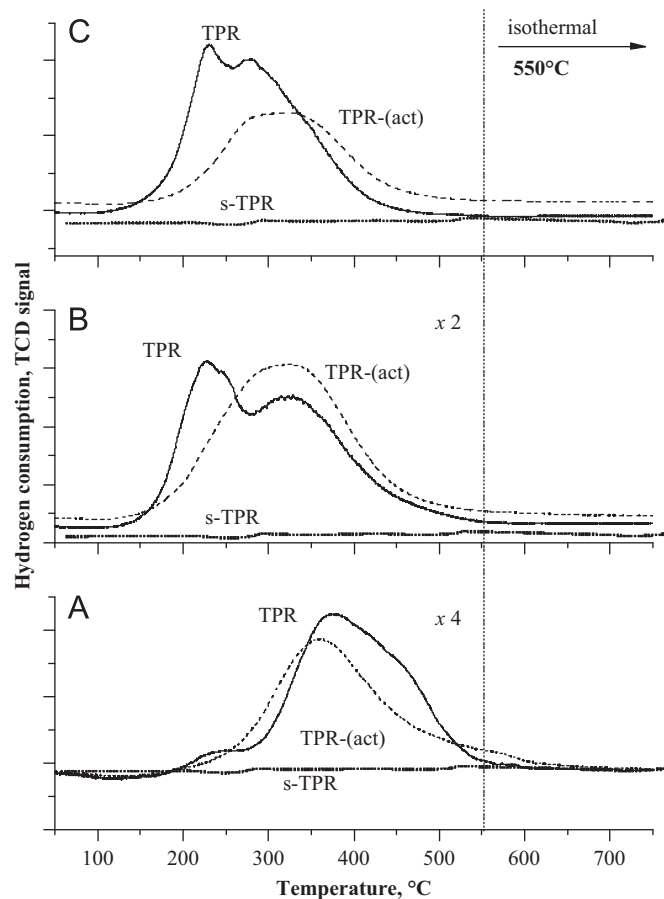 C
TPR
isothermal
550°C
TPR-(act)
s-TPR
B
x 2
TPR
TPR-(act)
s-TPR
A
TPR
x 4
TPR-(act)
s-TPR
100 200 300 400 500 600 700
Temperature, °C
Hydrogen consumption, TCD signal